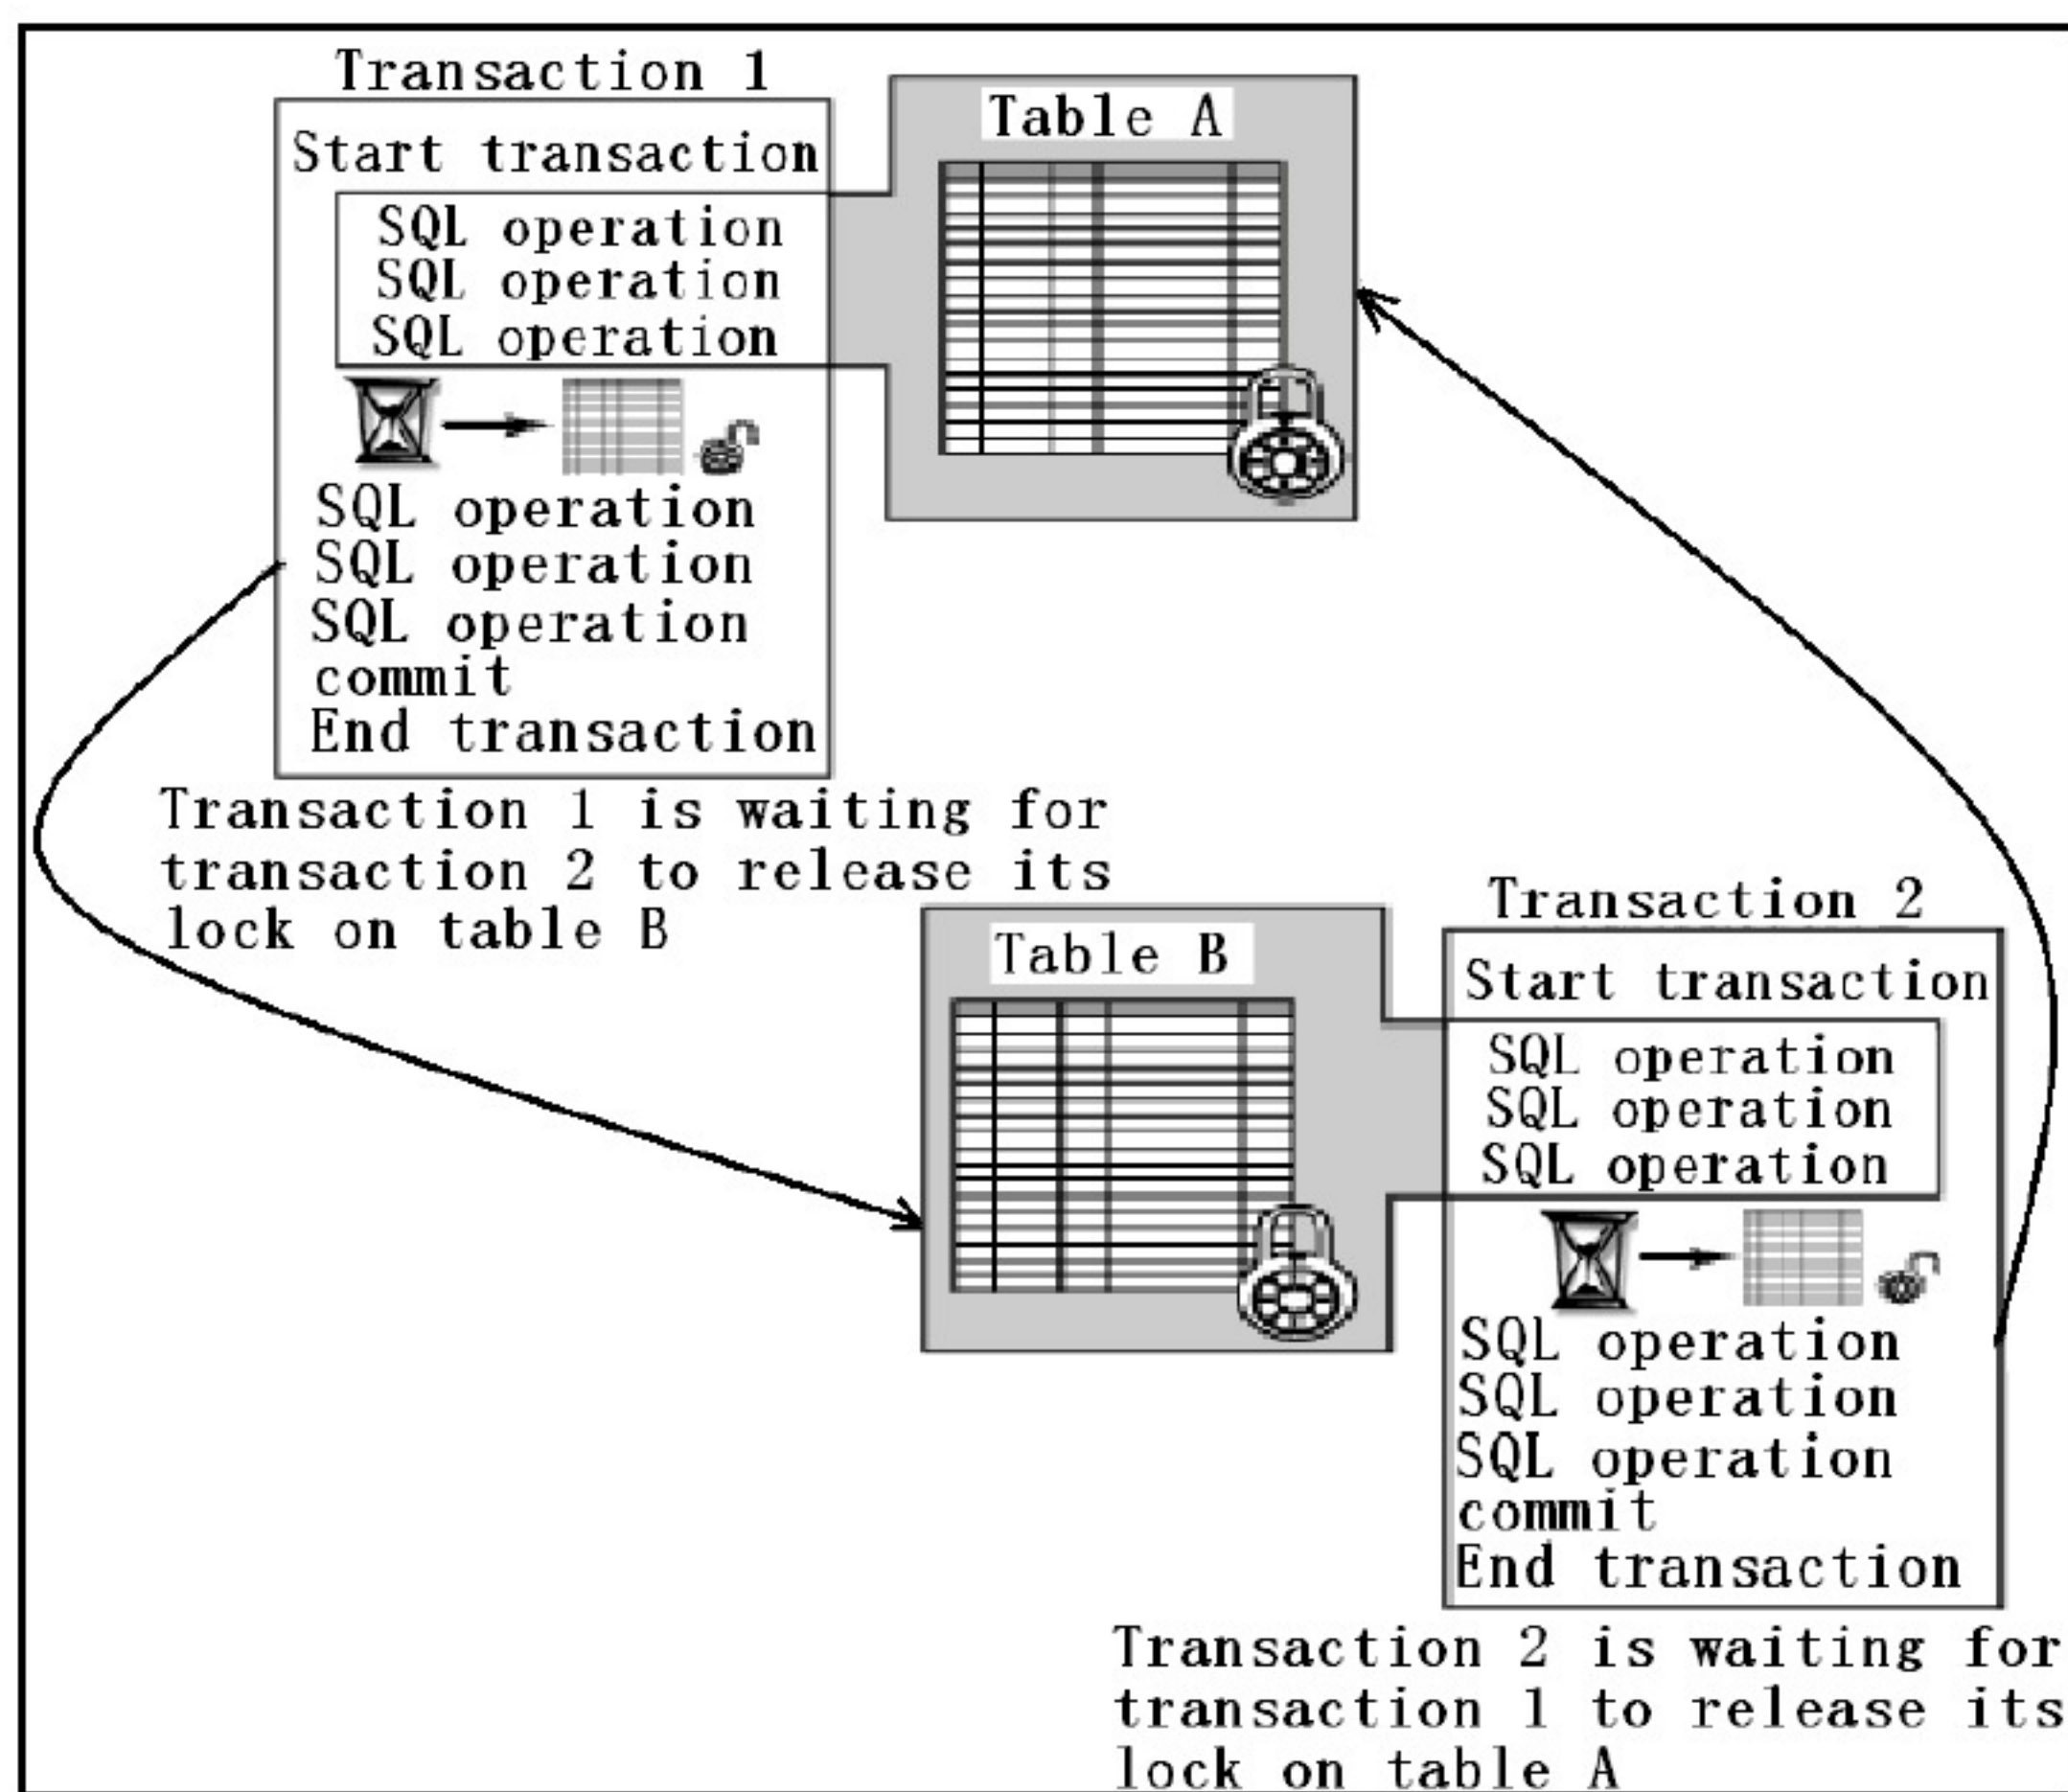 Transaction 1
Start transaction
SQL operation
SQL operation
SQL operation
SQL operation
SQL operation
SQL operation
commit
End transaction
Table A
Transaction 1 is waiting for
transaction 2 to release its
lock on table B
Table B
Transaction 2
Start transaction
SQL operation
SQL operation
SQL operation
SQL operation
SQL operation
SQL operation
commit
End transaction
Transaction 2 is waiting for
transaction 1 to release its
lock on table A